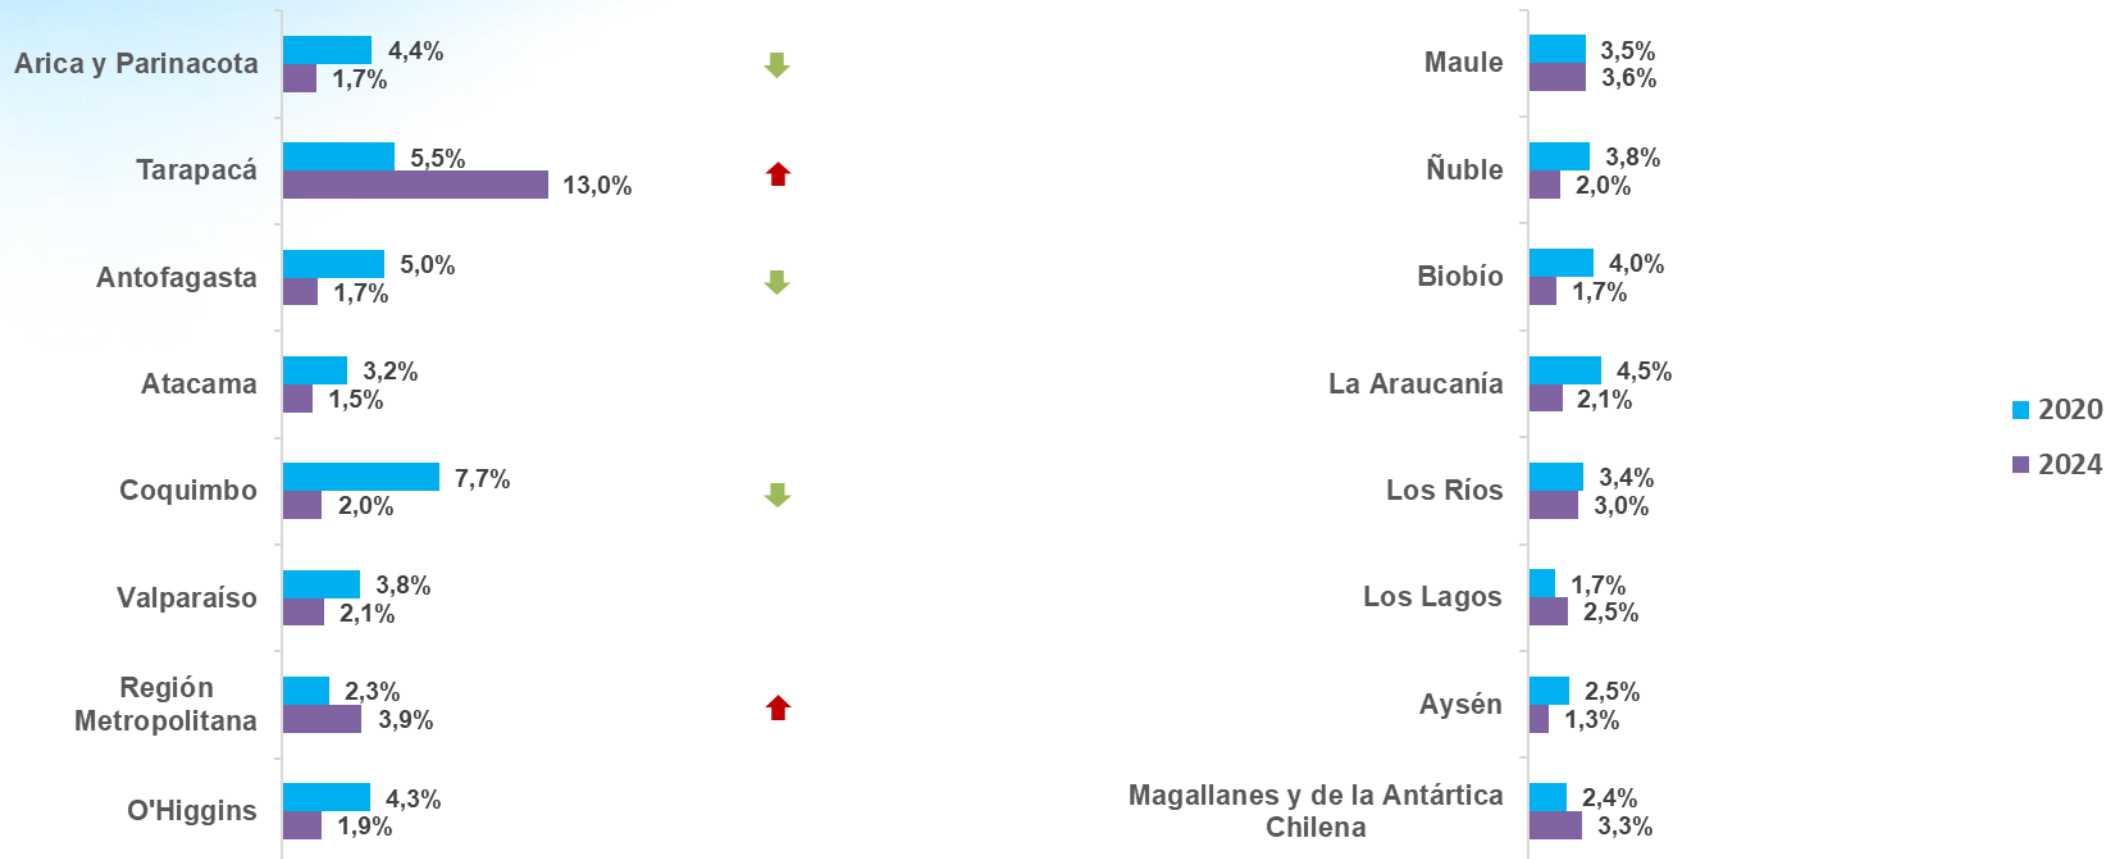 Arica y Parinacota
4,4%
1,7%
Tarapacá
5,5%
13,0%
Antofagasta
5,0%
1,7%
Atacama
3,2%
1,5%
Coquimbo
7,7%
2,0%
Valparaíso
3,8%
2,1%
Región
Metropolitana
2,3%
3,9%
O'Higgins
4,3%
1,9%
Maule
3,5%
3,6%
Ñuble
3,8%
2,0%
Biobío
4,0%
1,7%
La Araucanía
4,5%
2,1%
Los Ríos
3,4%
3,0%
Los Lagos
1,7%
2,5%
Aysén
2,5%
1,3%
Magallanes y de la Antártica
Chilena
2,4%
3,3%
2020
2024